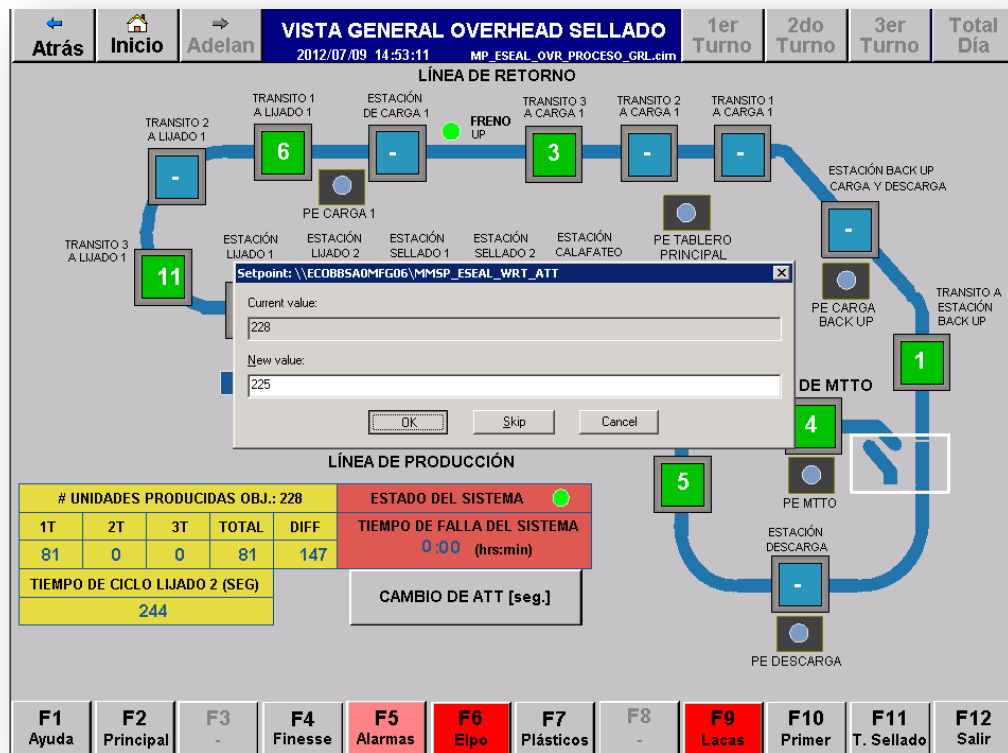 Atrás
Inicio
Adelan
VISTA GENERAL OVERHEAD SELLADO
2012/07/09 14:53:11 MP_ESEAL_OVR_PROCESO_GRL.cim
1er
Turno
2do
Turno
3er
Turno
Total
Día
LÍNEA DE RETORNO
TRANSITO 2
A LIJADO 1
-
TRANSITO 1
A LIJADO 1
6
ESTACIÓN
DE CARGA 1
-
FRENO
UP
TRANSITO 3
A CARGA 1
3
TRANSITO 2
A CARGA 1
-
TRANSITO 1
A CARGA 1
-
ESTACIÓN BACK UP
CARGA Y DESCARGA
-
PE CARGA 1
PE TABLERO
PRINCIPAL
TRANSITO 3
A LIJADO 1
11
ESTACIÓN
LIJADO 1
ESTACIÓN
LIJADO 2
ESTACIÓN
SELLADO 1
ESTACIÓN
SELLADO 2
ESTACIÓN
CALAFATEO
PE CARGA
BACK UP
TRANSITO A
ESTACIÓN
BACK UP
1
Setpoint: \\ECOBBSA0MFG06\MMSP_ESEAL_WRT_ATT
Current value:
228
New value:
225
OK
Skip
Cancel
DE MTTO
4
PE MTTO
LÍNEA DE PRODUCCIÓN
5
# UNIDADES PRODUCIDAS OBJ.: 228
1T 2T 3T TOTAL DIFF
81 0 0 81 147
TIEMPO DE CICLO LIJADO 2 (SEG)
244
ESTADO DEL SISTEMA
TIEMPO DE FALLA DEL SISTEMA
0:00 (hrs:min)
CAMBIO DE ATT [seg.]
ESTACIÓN
DESCARGA
-
PE DESCARGA
F1
Ayuda
F2
Principal
F3
-
F4
Finesse
F5
Alarmas
F6
Elpo
F7
Plásticos
F8
-
F9
Lacas
F10
Primer
F11
T. Sellado
F12
Salir